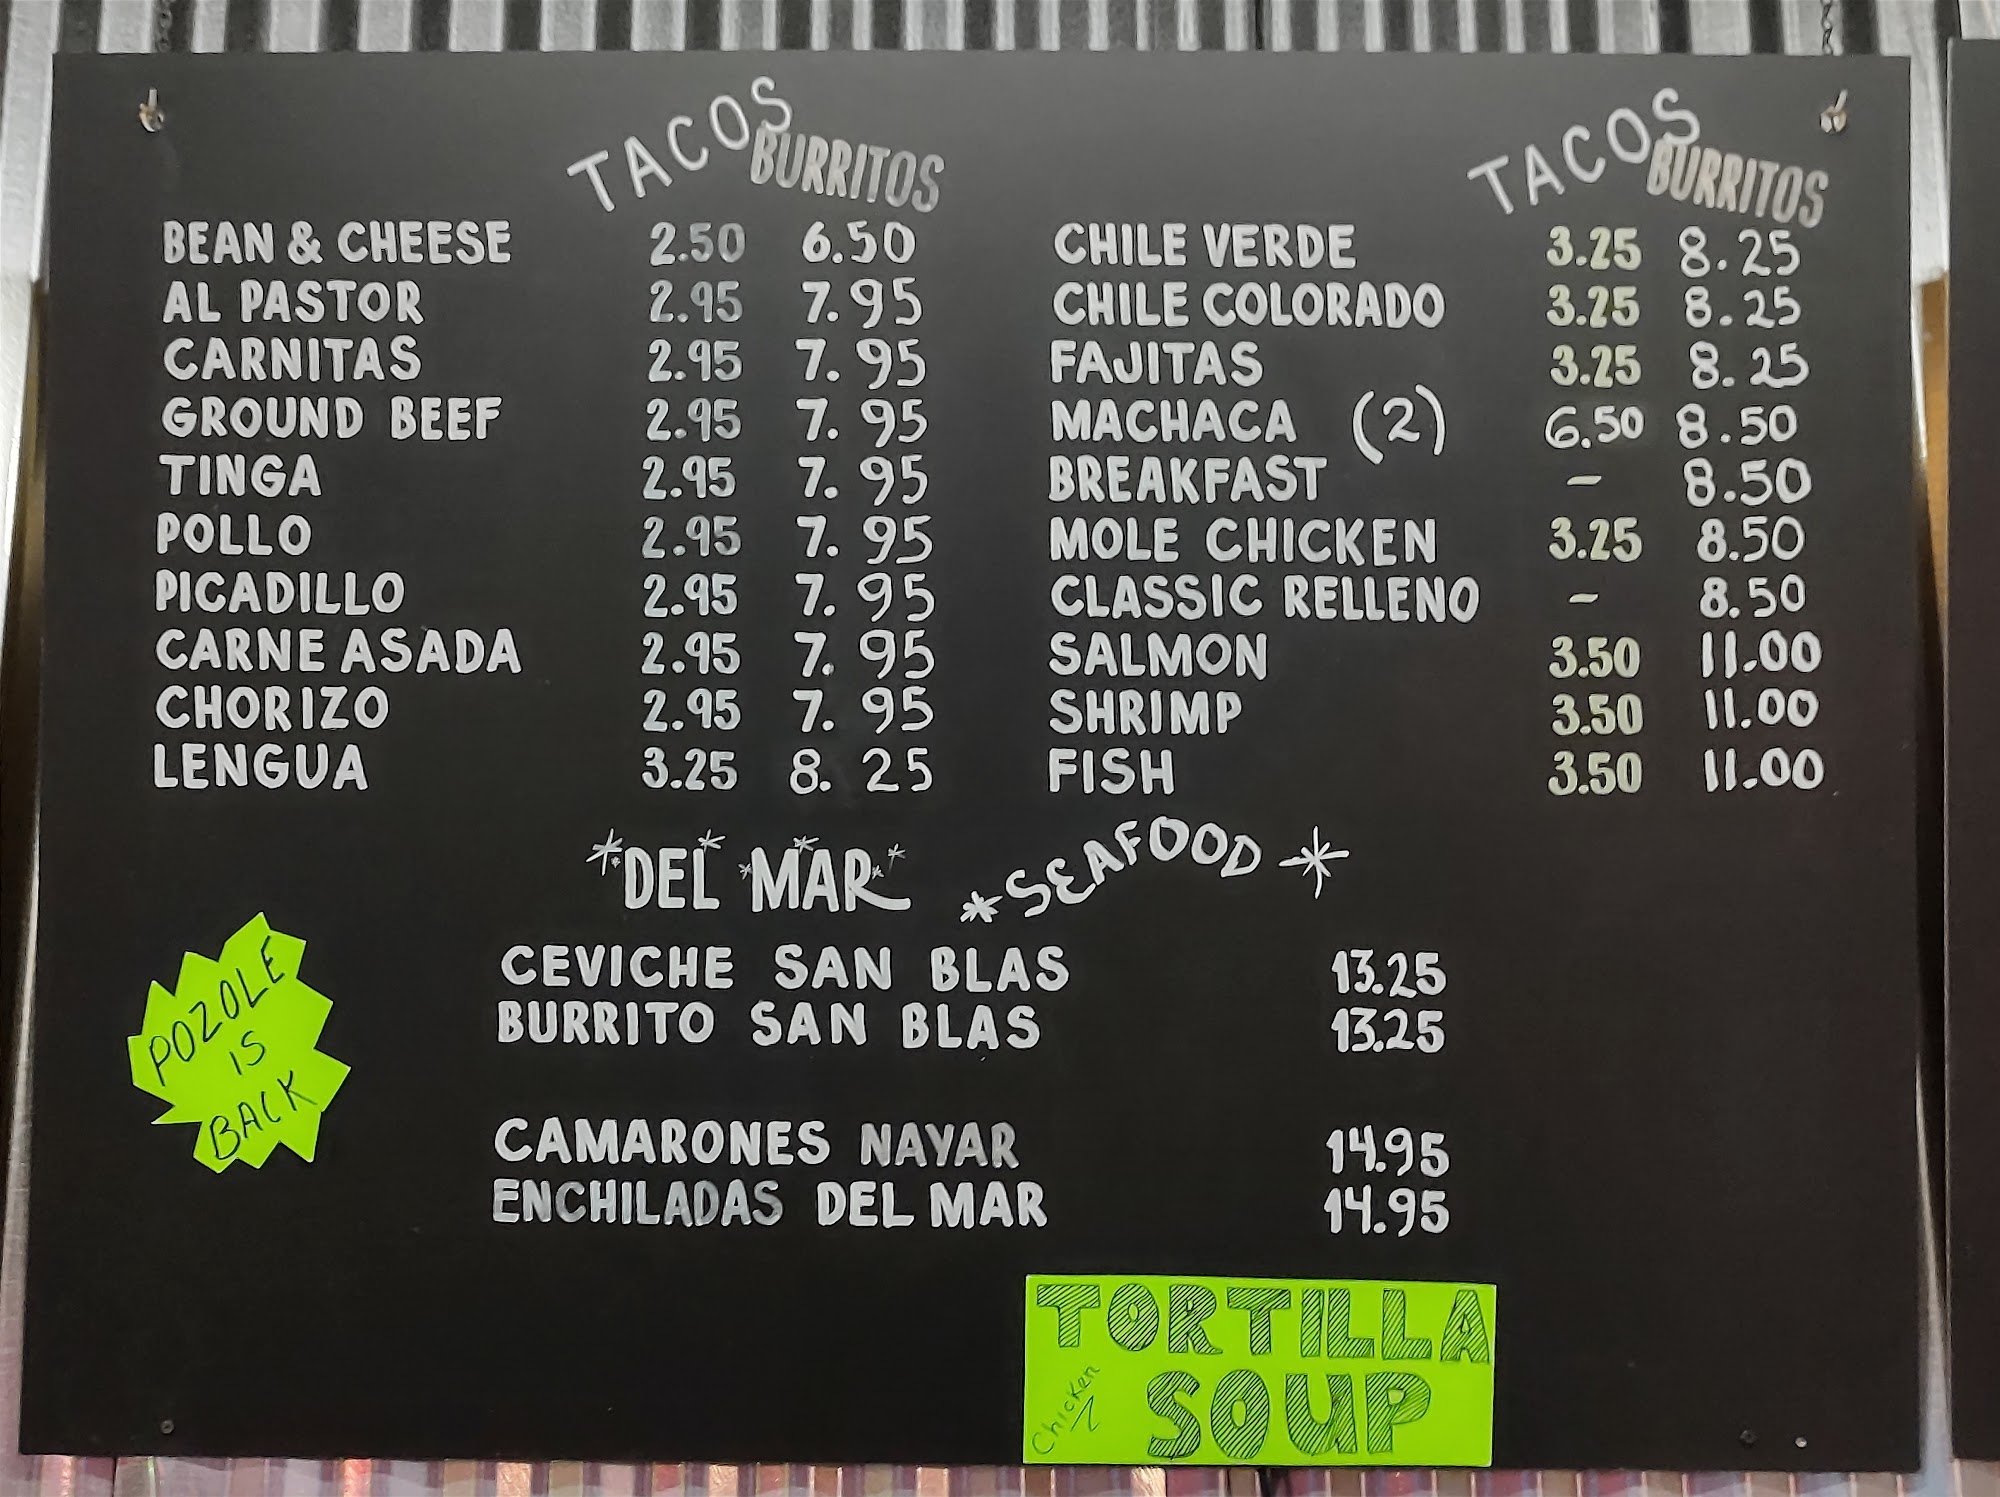 TACOS BURRITOS
BEAN & CHEESE 2.50 6.50
AL PASTOR 2.95 7.95
CARNITAS 2.95 7.95
GROUND BEEF 2.95 7.95
TINGA 2.95 7.95
POLLO 2.95 7.95
PICADILLO 2.95 7.95
CARNE ASADA 2.95 7.95
CHORIZO 2.95 7.95
LENGUA 3.25 8.25
TACOS BURRITOS
CHILE VERDE 3.25 8.25
CHILE COLORADO 3.25 8.25
FAJITAS 3.25 8.25
MACHACA (2) 6.50 8.50
BREAKFAST - 8.50
MOLE CHICKEN 3.25 8.50
CLASSIC RELLENO - 8.50
SALMON 3.50 11.00
SHRIMP 3.50 11.00
FISH 3.50 11.00
*DEL MAR* *SEAFOOD*
CEVICHE SAN BLAS 13.25
BURRITO SAN BLAS 13.25
CAMARONES NAYAR 14.95
ENCHILADAS DEL MAR 14.95
POZOLE
IS
BACK
TORTILLA
Chicken SOUP